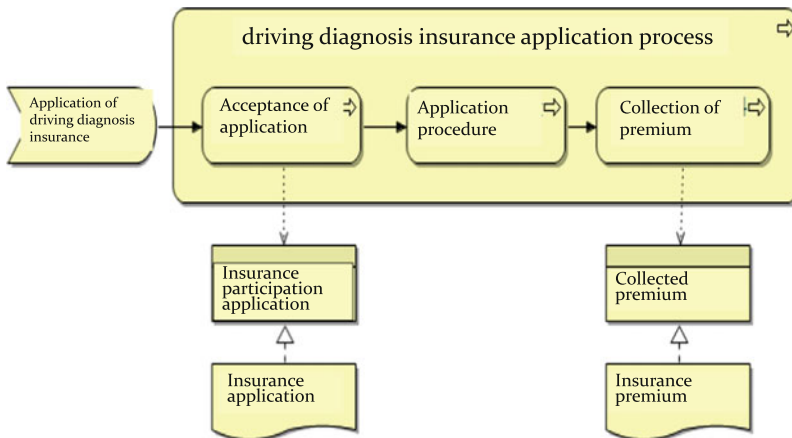 driving diagnosis insurance application process
Application of
driving diagnosis
insurance
Acceptance of
application
Application
procedure
Collection of
premium
Insurance
participation
application
Collected
premium
Insurance
application
Insurance
premium